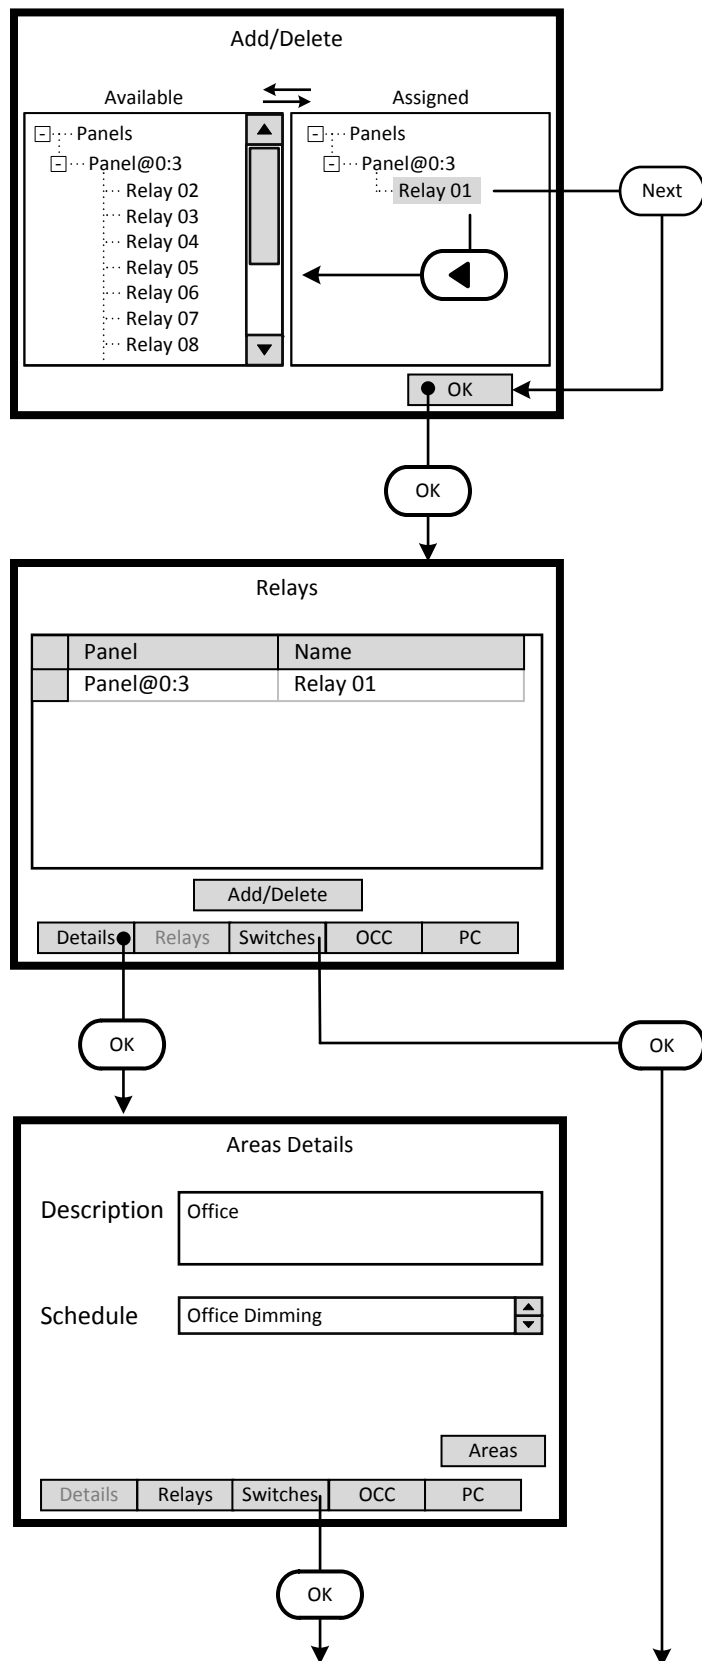 Add/Delete
Available
Assigned
Panels
Panel@0:3
Relay 02
Relay 03
Relay 04
Relay 05
Relay 06
Relay 07
Relay 08
Panels
Panel@0:3
Relay 01
Next
OK
OK
Relays
Panel Name
Panel@0:3 Relay 01
Add/Delete
Details Relays Switches OCC PC
OK
OK
Areas Details
Description Office
Schedule Office Dimming
Areas
Details Relays Switches OCC PC
OK